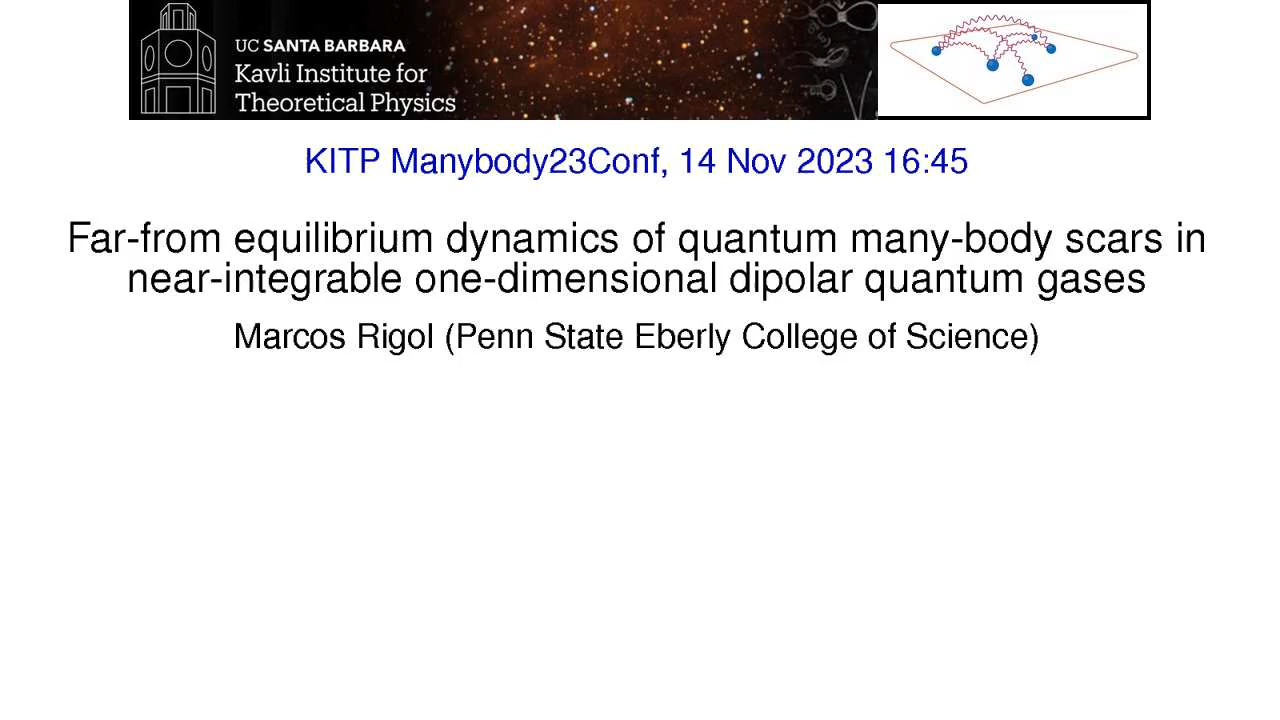 UC SANTA BARBARA
Kavli Institute for
Theoretical Physics
KITP Manybody23Conf, 14 Nov 2023 16:45
Far-from equilibrium dynamics of quantum many-body scars in
near-integrable one-dimensional dipolar quantum gases
Marcos Rigol (Penn State Eberly College of Science)